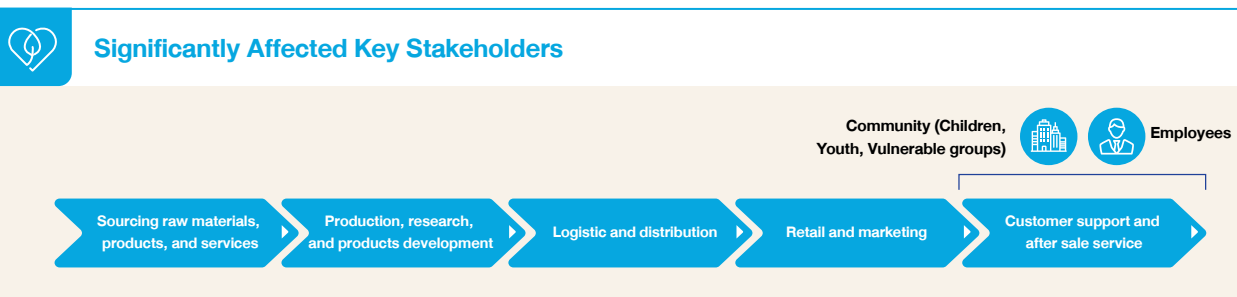 Significantly Affected Key Stakeholders
Community (Children,
Youth, Vulnerable groups)
Employees
Sourcing raw materials,
products, and services
Production, research,
and products development
Logistic and distribution
Retail and marketing
Customer support and
after sale service